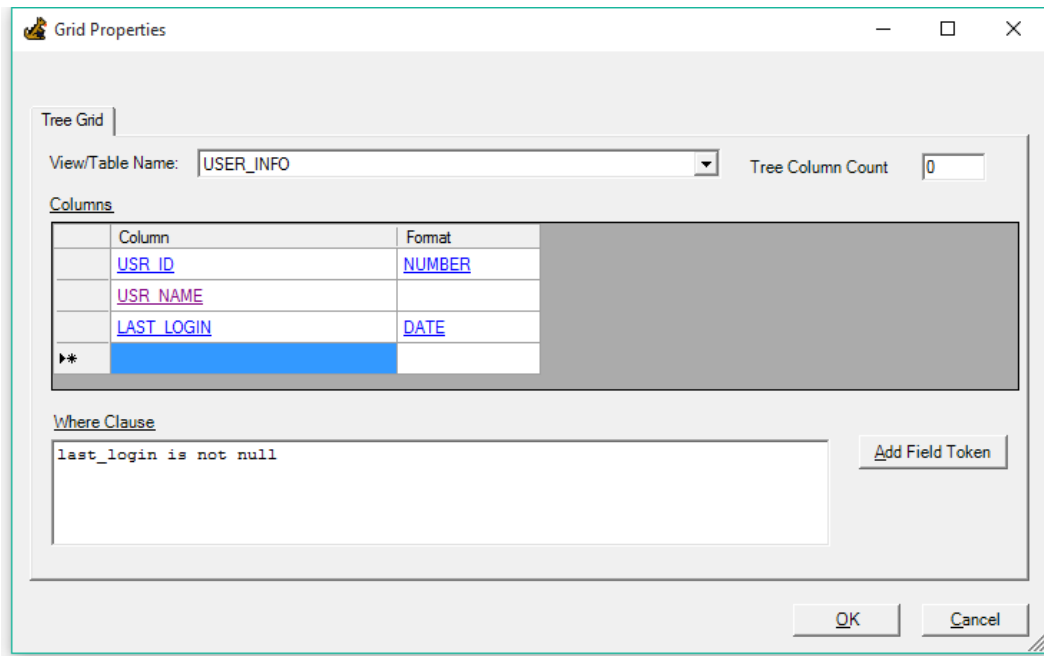 Grid Properties
Tree Grid
View/Table Name: USER_INFO Tree Column Count 0
Columns
Column Format
USR_ID NUMBER
USR_NAME
LAST_LOGIN DATE
Where Clause
last_login is not null
Add Field Token
OK Cancel